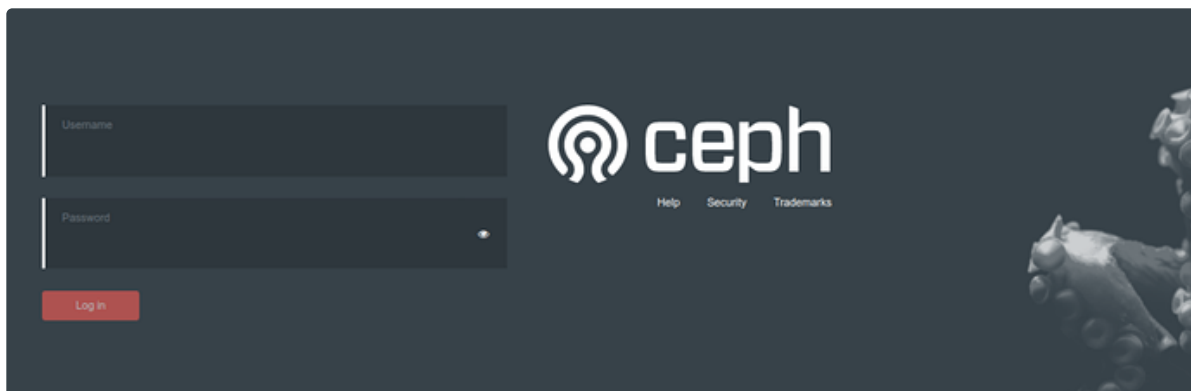 Username
Password
Log in
ceph
Help Security Trademarks